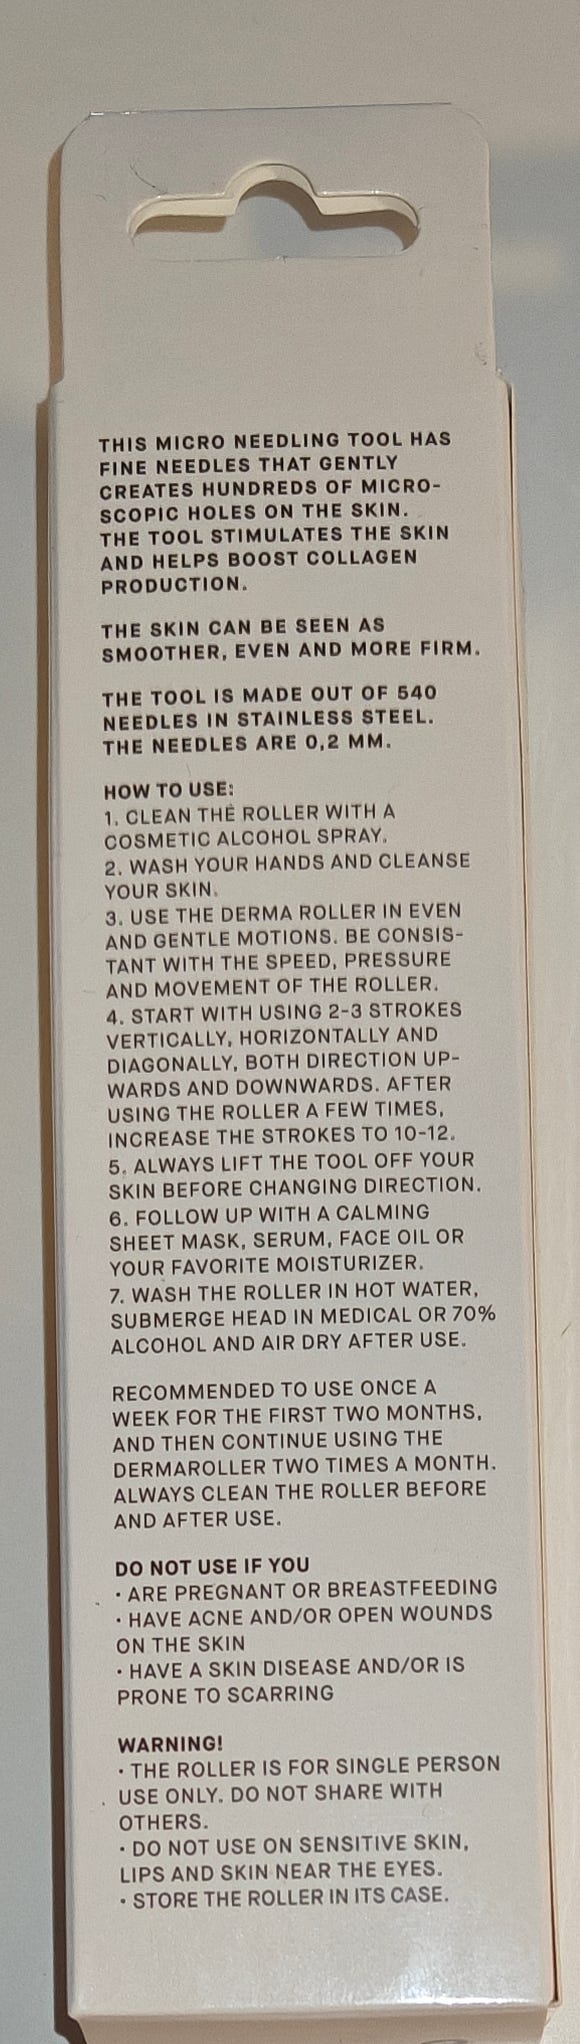 THIS MICRO NEEDLING TOOL HAS
FINE NEEDLES THAT GENTLY
CREATES HUNDREDS OF MICRO-
SCOPIC HOLES ON THE SKIN.
THE TOOL STIMULATES THE SKIN
AND HELPS BOOST COLLAGEN
PRODUCTION.
THE SKIN CAN BE SEEN AS
SMOOTHER, EVEN AND MORE FIRM.
THE TOOL IS MADE OUT OF 540
NEEDLES IN STAINLESS STEEL.
THE NEEDLES ARE 0,2 MM.
HOW TO USE:
1. CLEAN THE ROLLER WITH A
COSMETIC ALCOHOL SPRAY.
2. WASH YOUR HANDS AND CLEANSE
YOUR SKIN.
3. USE THE DERMA ROLLER IN EVEN
AND GENTLE MOTIONS. BE CONSIS-
TANT WITH THE SPEED, PRESSURE
AND MOVEMENT OF THE ROLLER.
4. START WITH USING 2-3 STROKES
VERTICALLY, HORIZONTALLY AND
DIAGONALLY, BOTH DIRECTION UP-
WARDS AND DOWNWARDS. AFTER
USING THE ROLLER A FEW TIMES,
INCREASE THE STROKES TO 10-12.
5. ALWAYS LIFT THE TOOL OFF YOUR
SKIN BEFORE CHANGING DIRECTION.
6. FOLLOW UP WITH A CALMING
SHEET MASK, SERUM, FACE OIL OR
YOUR FAVORITE MOISTURIZER.
7. WASH THE ROLLER IN HOT WATER,
SUBMERGE HEAD IN MEDICAL OR 70%
ALCOHOL AND AIR DRY AFTER USE.
RECOMMENDED TO USE ONCE A
WEEK FOR THE FIRST TWO MONTHS,
AND THEN CONTINUE USING THE
DERMAROLLER TWO TIMES A MONTH.
ALWAYS CLEAN THE ROLLER BEFORE
AND AFTER USE.
DO NOT USE IF YOU
• ARE PREGNANT OR BREASTFEEDING
• HAVE ACNE AND/OR OPEN WOUNDS
ON THE SKIN
• HAVE A SKIN DISEASE AND/OR IS
PRONE TO SCARRING
WARNING!
• THE ROLLER IS FOR SINGLE PERSON
USE ONLY. DO NOT SHARE WITH
OTHERS.
• DO NOT USE ON SENSITIVE SKIN,
LIPS AND SKIN NEAR THE EYES.
• STORE THE ROLLER IN ITS CASE.